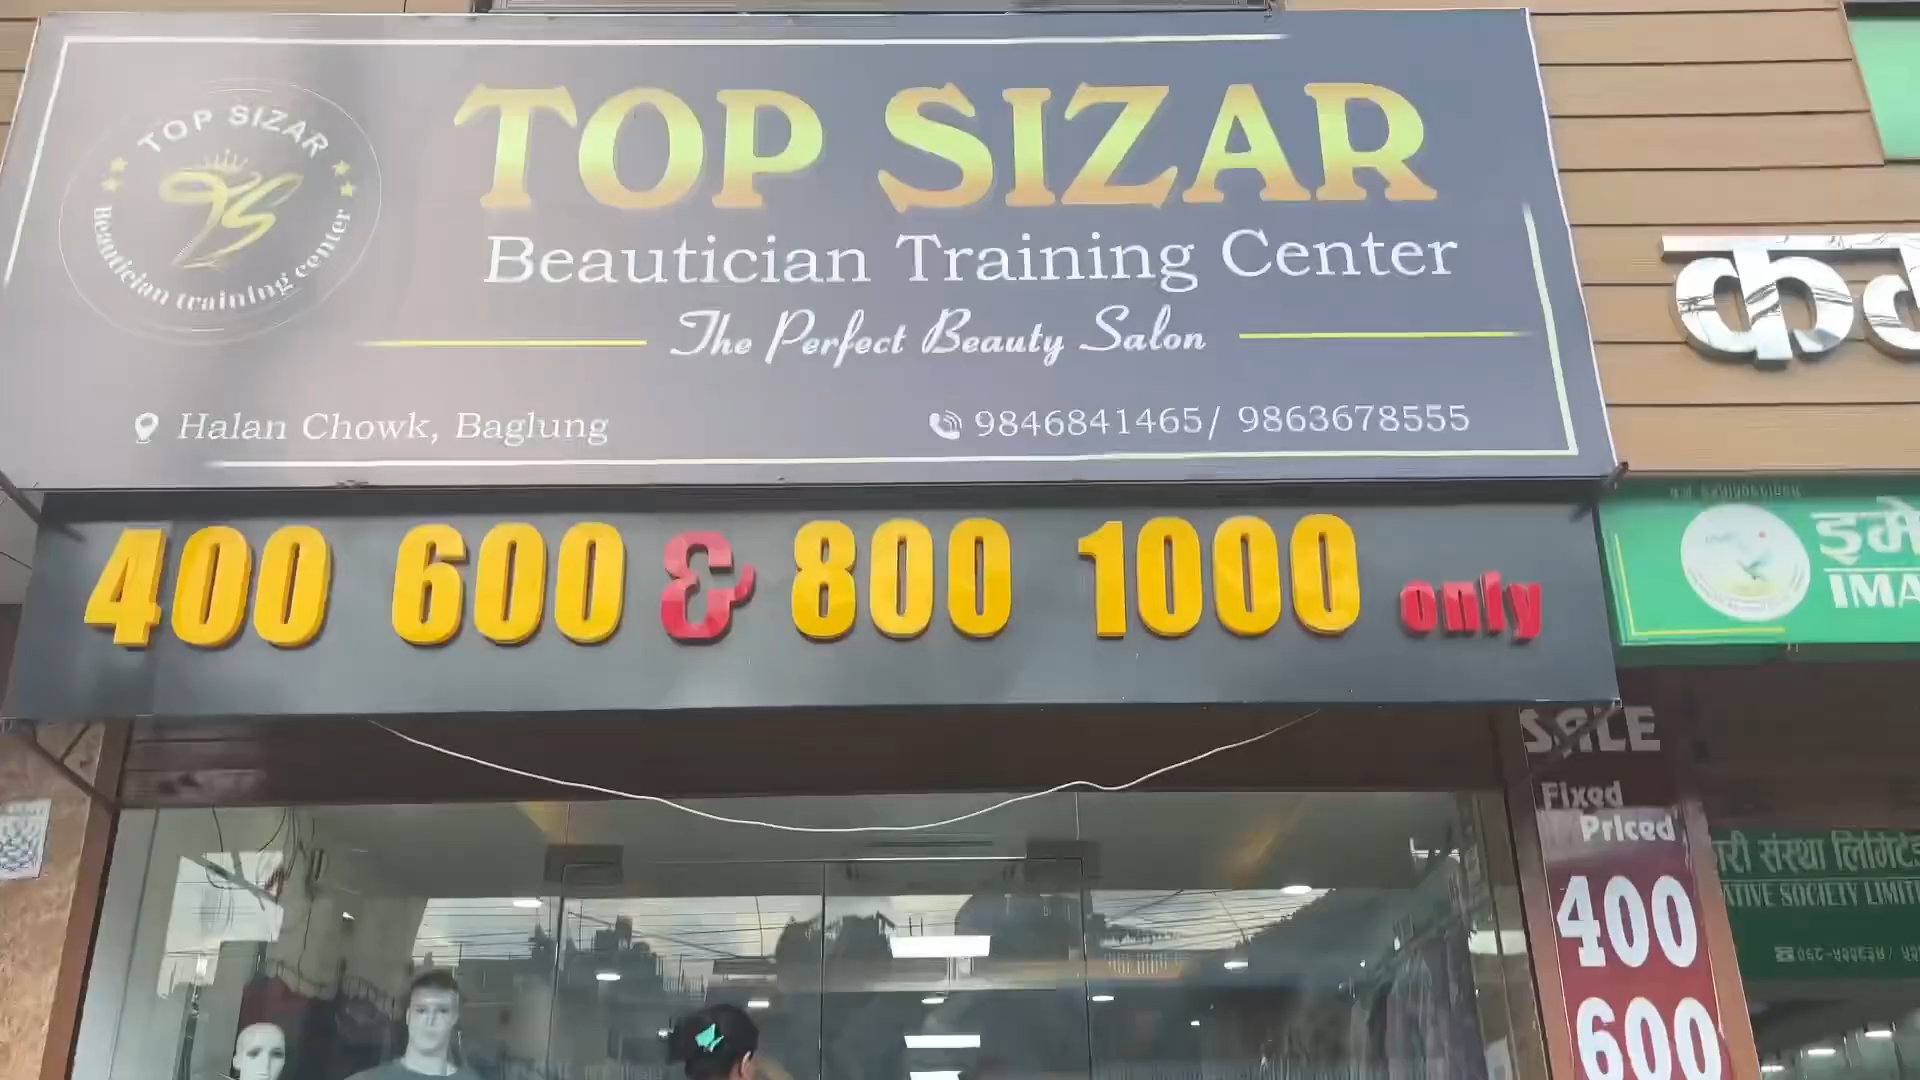 TOP SIZAR
Beautician training center
TOP SIZAR
Beautician Training Center
The Perfect Beauty Salon
Halan Chowk, Baglung
9846841465/ 9863678555
400 600 & 800 1000 only
SALE
Fixed
Priced
400
600
इमे
IMA
री संस्था लिमिटेड
ATIVE SOCIETY LIMIT